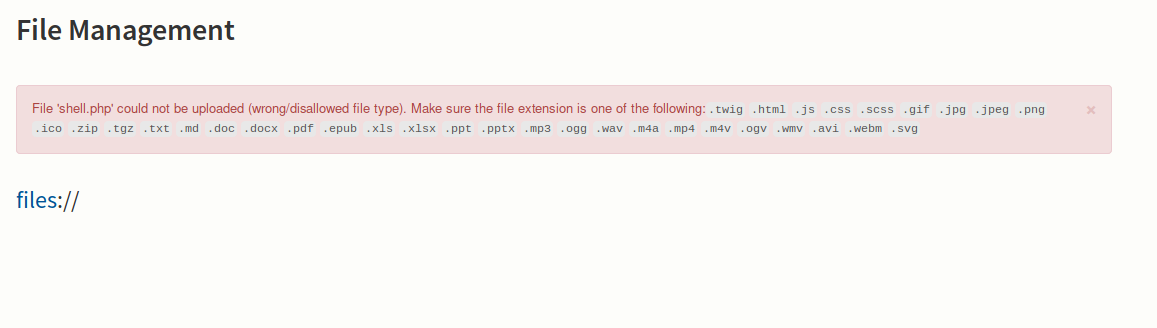 File Management
File 'shell.php' could not be uploaded (wrong/disallowed file type). Make sure the file extension is one of the following: .twig .html .js .css .scss .gif .jpg .jpeg .png
.ico .zip .tgz .txt .md .doc .docx .pdf .epub .xls .xlsx .ppt .pptx .mp3 .ogg .wav .m4a .mp4 .m4v .ogv .wmv .avi .webm .svg
files://